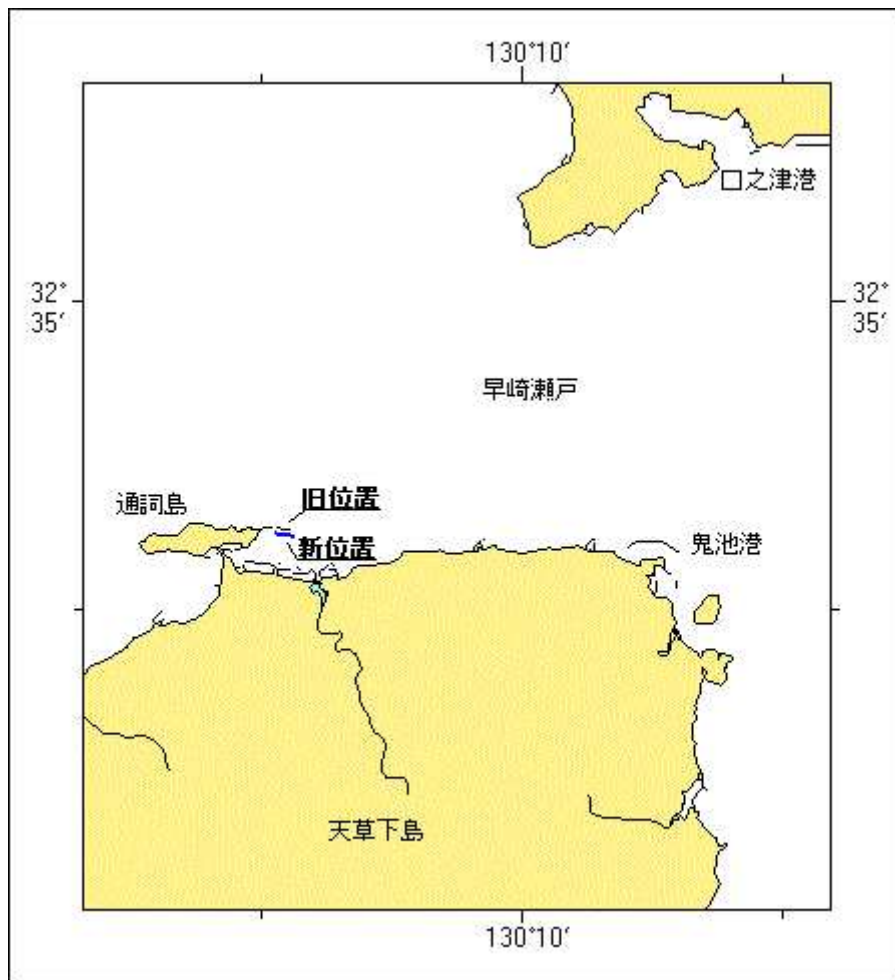 130°10′
口之津港
32°
35′
32°
35′
早崎瀬戸
通詞島
旧位置
新位置
鬼池港
天草下島
130°10′